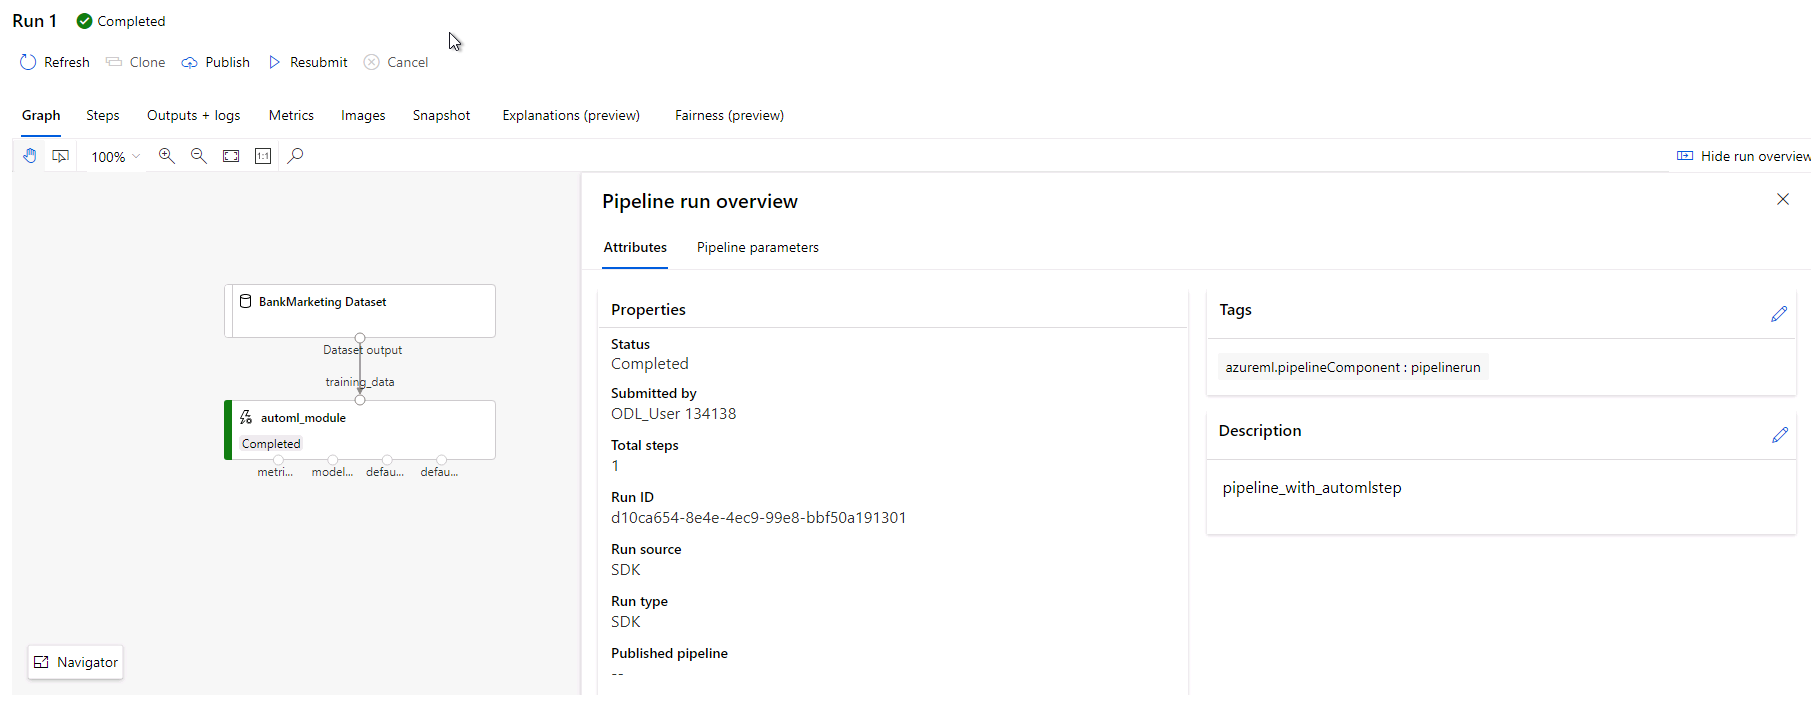 Run 1 Completed
Refresh Clone Publish Resubmit Cancel
Graph Steps Outputs + logs Metrics Images Snapshot Explanations (preview) Fairness (preview)
100% 1:1 Hide run overview
Pipeline run overview
Attributes Pipeline parameters
BankMarketing Dataset
Dataset output
training_data
automl_module
Completed
metri... model... defau... defau...
Navigator
Properties
Status
Completed
Submitted by
ODL_User 134138
Total steps
1
Run ID
d10ca654-8e4e-4ec9-99e8-bbf50a191301
Run source
SDK
Run type
SDK
Published pipeline
--
Tags
azureml.pipelineComponent : pipelinerun
Description
pipeline_with_automlstep